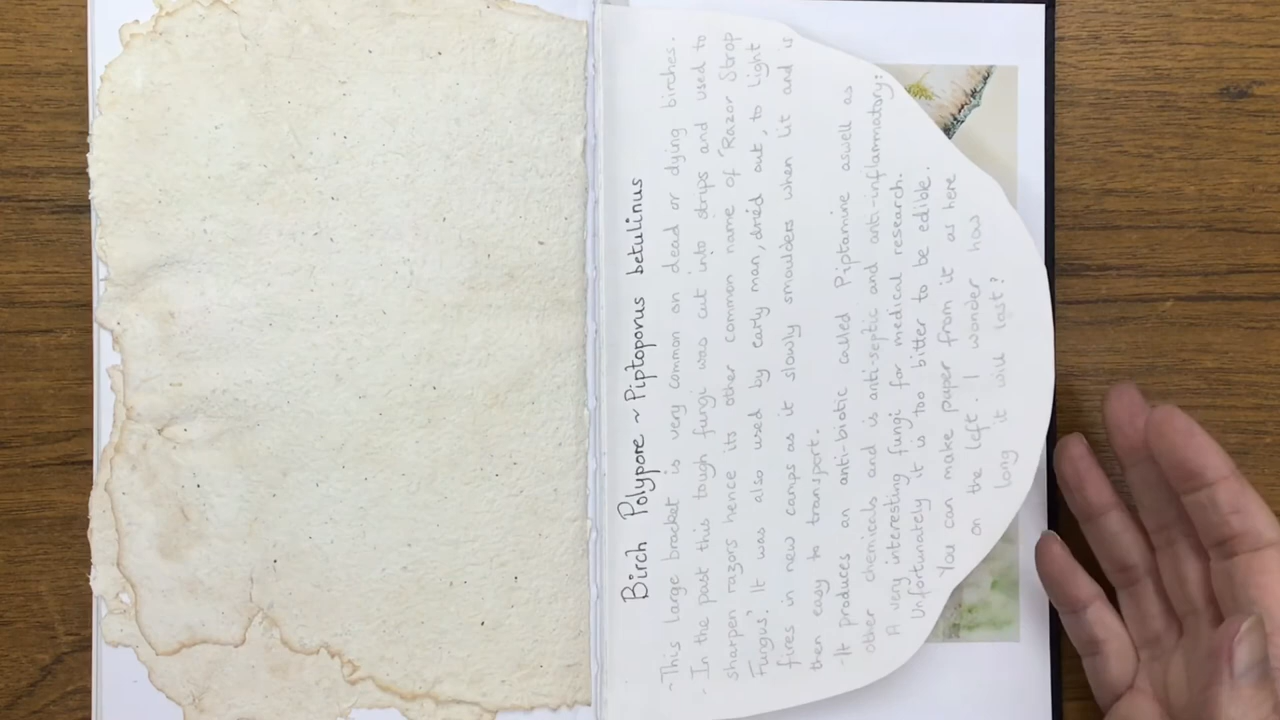 Birch Polypore ~ Piptoporus betulinus
~This large bracket is very common on dead or dying birches.
- In the past this tough fungi was cut into strips and used to
sharpen razors hence its other common name of 'Razor Strop
Fungus'. It was also used by early man, dried out, to light
fires in new camps as it slowly smoulders when lit and is
then easy to transport.
-It produces an anti-biotic called Piptamine aswell as
other chemicals and is anti-septic and anti-inflammatory:
A very interesting fungi for medical research.
Unfortunately it is too bitter to be edible.
You can make paper from it as here
on the left. I wonder how
long it will last?